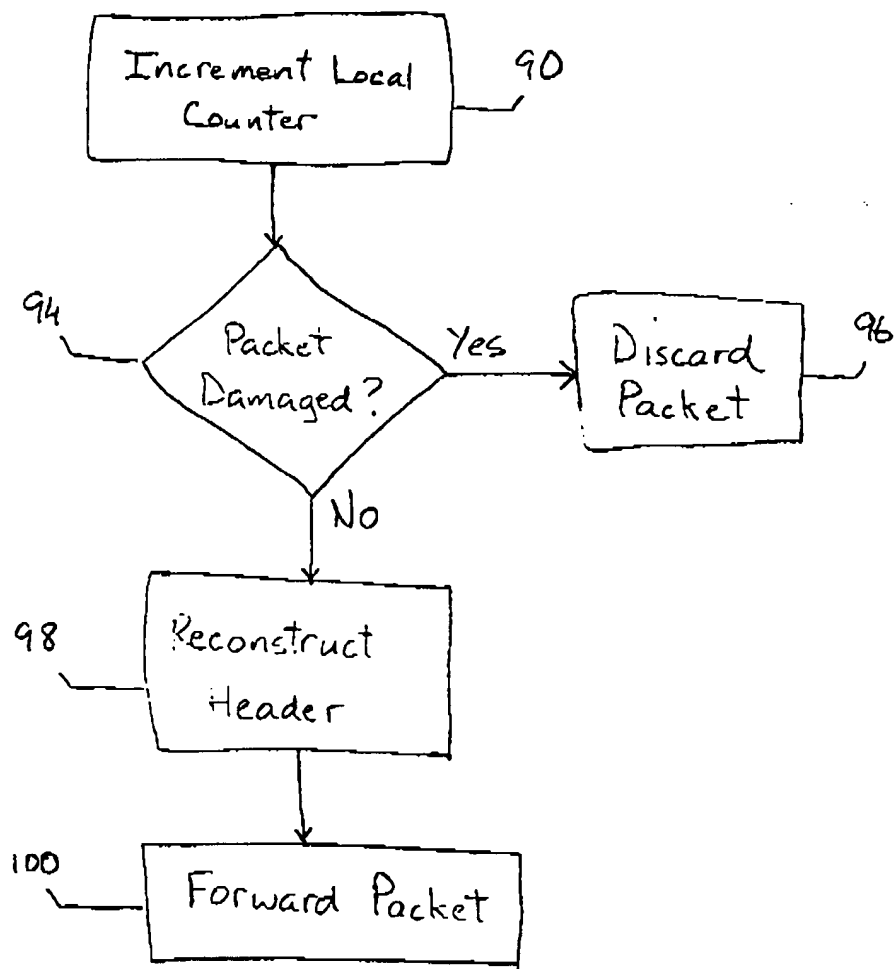 Increment Local
Counter
90
94
Packet
Damaged?
Yes
Discard
Packet
96
No
98
Reconstruct
Header
100
Forward Packet